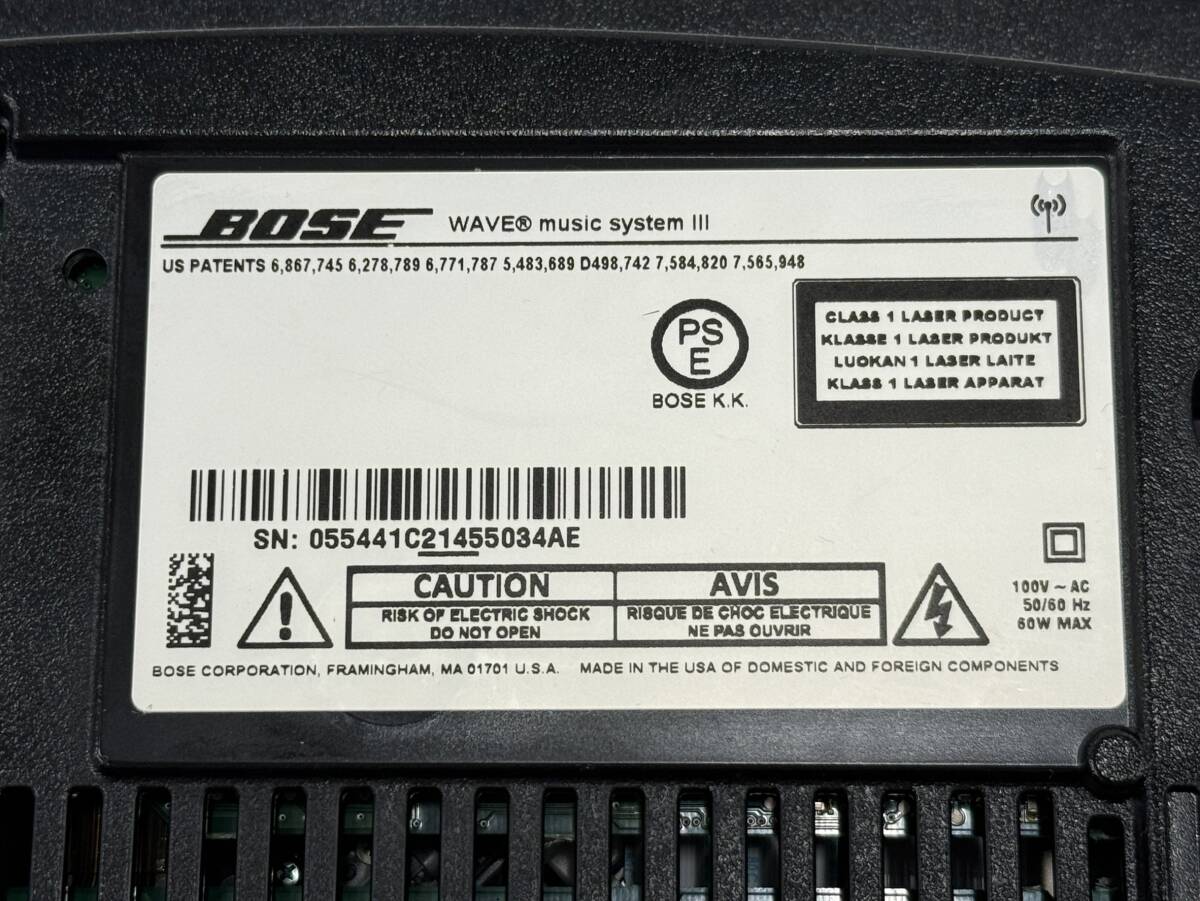 BOSE WAVE® music system III
US PATENTS 6,867,745 6,278,789 6,771,787 5,483,689 D498,742 7,584,820 7,565,948
PS
E
BOSE K.K.
CLASS 1 LASER PRODUCT
KLASSE 1 LASER PRODUKT
LUOKAN 1 LASER LAITE
KLASS 1 LASER APPARAT
SN: 055441C21455034AE
CAUTION
RISK OF ELECTRIC SHOCK
DO NOT OPEN
AVIS
RISQUE DE CHOC ELECTRIQUE
NE PAS OUVRIR
100V ~ AC
50/60 Hz
60W MAX
BOSE CORPORATION, FRAMINGHAM, MA 01701 U.S.A. MADE IN THE USA OF DOMESTIC AND FOREIGN COMPONENTS